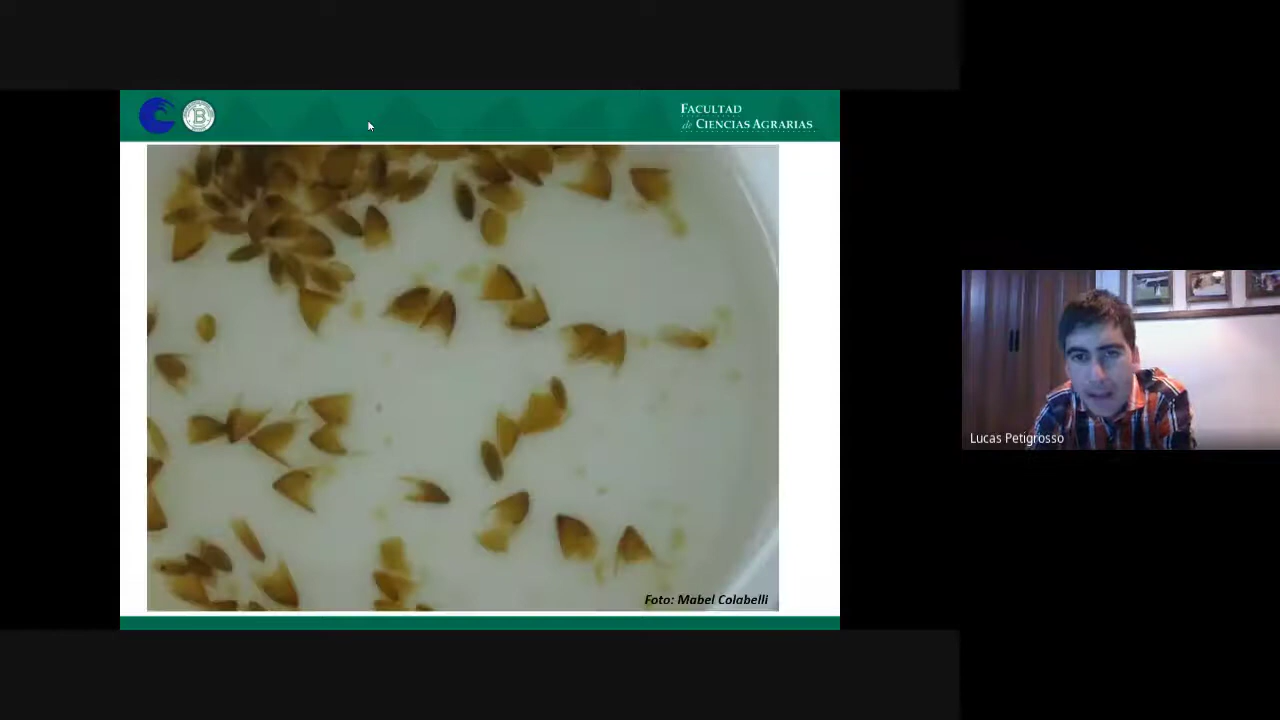 B
FACULTAD
de CIENCIAS AGRARIAS
Lucas Petigrosso
Foto: Mabel Colabelli